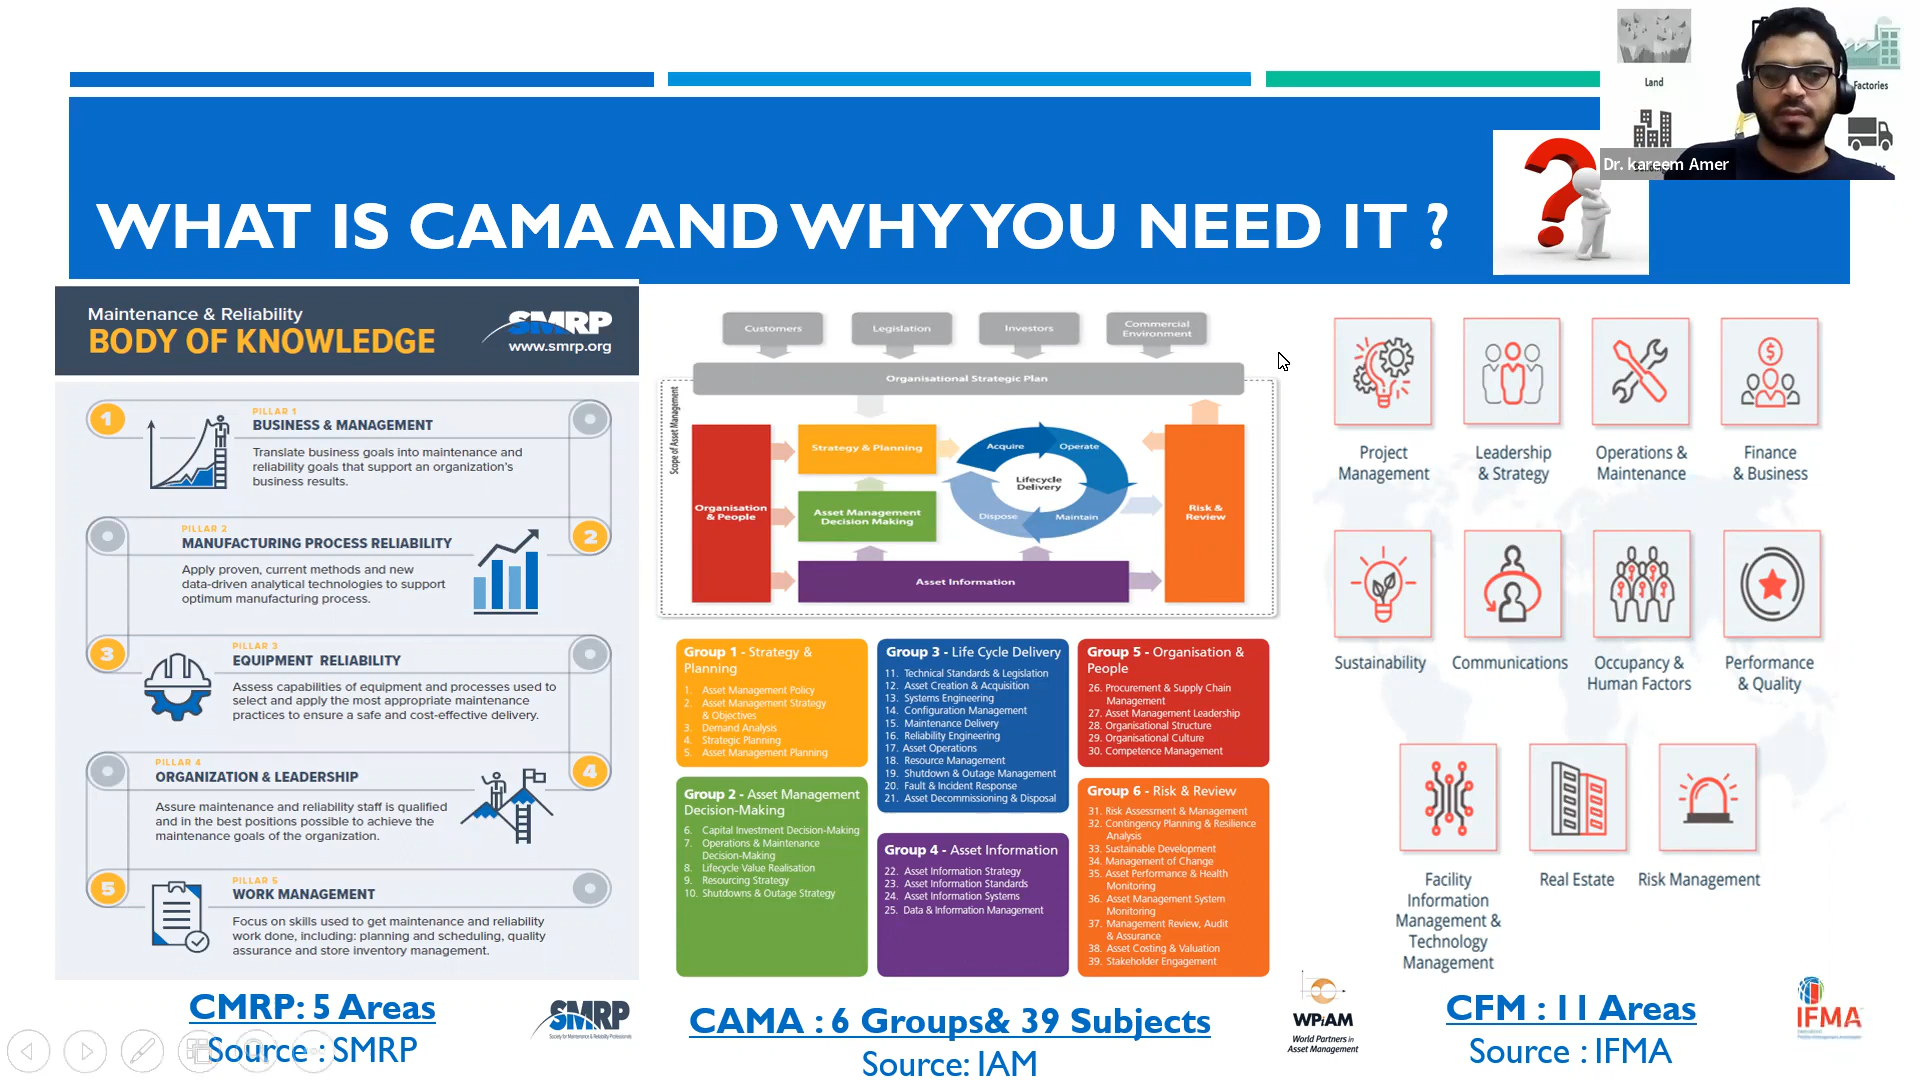 Land
Factories
Dr. kareem Amer
WHAT IS CAMA AND WHY YOU NEED IT ?
Maintenance & Reliability
BODY OF KNOWLEDGE
SMRP
www.smrp.org
1
PILLAR 1
BUSINESS & MANAGEMENT
Translate business goals into maintenance and
reliability goals that support an organization's
business results.
PILLAR 2
MANUFACTURING PROCESS RELIABILITY
2
Apply proven, current methods and new
data-driven analytical technologies to support
optimum manufacturing process.
3
PILLAR 3
EQUIPMENT RELIABILITY
Assess capabilities of equipment and processes used to
select and apply the most appropriate maintenance
practices to ensure a safe and cost-effective delivery.
PILLAR 4
ORGANIZATION & LEADERSHIP
4
Assure maintenance and reliability staff is qualified
and in the best positions possible to achieve the
maintenance goals of the organization.
5
PILLAR 5
WORK MANAGEMENT
Focus on skills used to get maintenance and reliability
work done, including: planning and scheduling, quality
assurance and store inventory management.
CMRP: 5 Areas
Source : SMRP
SMRP
Customers
Legislation
Investors
Commercial
Environment
Organisational Strategic Plan
Scope of Asset Management
Organisation
& People
Strategy & Planning
Asset Management
Decision Making
Acquire
Operate
Lifecycle
Delivery
Dispose
Maintain
Risk &
Review
Asset Information
Group 1 - Strategy &
Planning
1. Asset Management Policy
2. Asset Management Strategy
& Objectives
3. Demand Analysis
4. Strategic Planning
5. Asset Management Planning
Group 2 - Asset Management
Decision-Making
6. Capital Investment Decision-Making
7. Operations & Maintenance
Decision-Making
8. Lifecycle Value Realisation
9. Resourcing Strategy
10. Shutdowns & Outage Strategy
Group 3 - Life Cycle Delivery
11. Technical Standards & Legislation
12. Asset Creation & Acquisition
13. Systems Engineering
14. Configuration Management
15. Maintenance Delivery
16. Reliability Engineering
17. Asset Operations
18. Resource Management
19. Shutdown & Outage Management
20. Fault & Incident Response
21. Asset Decommissioning & Disposal
Group 4 - Asset Information
22. Asset Information Strategy
23. Asset Information Standards
24. Asset Information Systems
25. Data & Information Management
Group 5 - Organisation &
People
26. Procurement & Supply Chain
Management
27. Asset Management Leadership
28. Organisational Structure
29. Organisational Culture
30. Competence Management
Group 6 - Risk & Review
31. Risk Assessment & Management
32. Contingency Planning & Resilience
Analysis
33. Sustainable Development
34. Management of Change
35. Asset Performance & Health
Monitoring
36. Asset Management System
Monitoring
37. Management Review, Audit
& Assurance
38. Asset Costing & Valuation
39. Stakeholder Engagement
CAMA : 6 Groups& 39 Subjects
Source: IAM
WPiAM
World Partners in
Asset Management
Project
Management
Leadership
& Strategy
Operations &
Maintenance
Finance
& Business
Sustainability
Communications
Occupancy &
Human Factors
Performance
& Quality
Facility
Information
Management &
Technology
Management
Real Estate
Risk Management
CFM : 11 Areas
Source : IFMA
IFMA